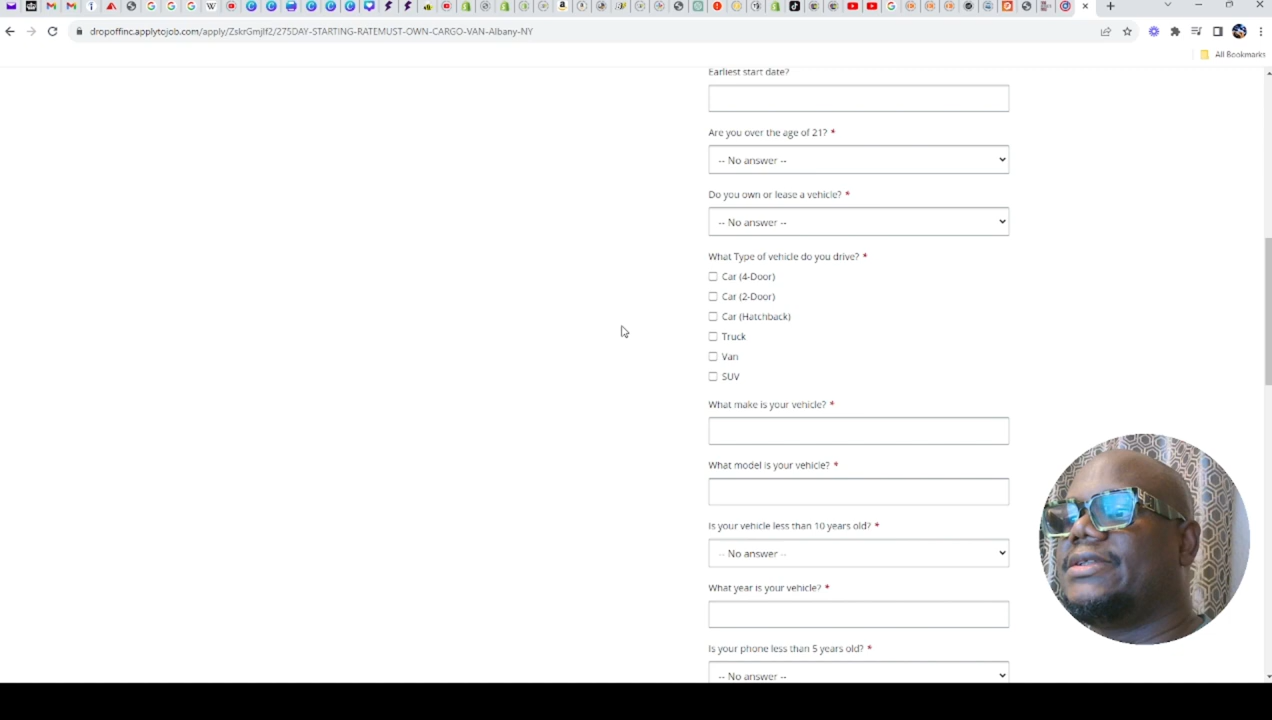 dropoffinc.applytojob.com/apply/ZskrGmjlf2/275DAY-STARTING-RATEMUST-OWN-CARGO-VAN-Albany-NY
All Bookmarks
Earliest start date?
Are you over the age of 21? *
-- No answer --
Do you own or lease a vehicle? *
-- No answer --
What Type of vehicle do you drive? *
Car (4-Door)
Car (2-Door)
Car (Hatchback)
Truck
Van
SUV
What make is your vehicle? *
What model is your vehicle? *
Is your vehicle less than 10 years old? *
-- No answer --
What year is your vehicle? *
Is your phone less than 5 years old? *
-- No answer --